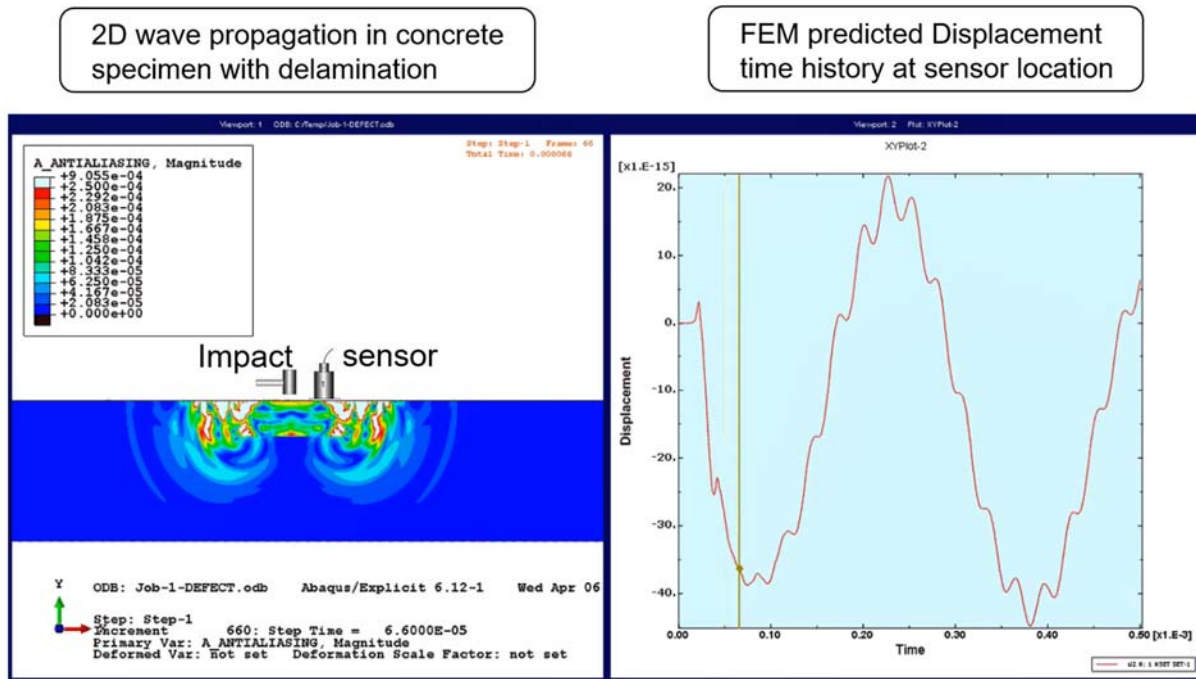 2D wave propagation in concrete
specimen with delamination
FEM predicted Displacement
time history at sensor location
Viewport: 1 ODB: C:/Temp/Job-1-DEFECT.odb
Step: Step-1 Frame: 66
Total Time: 0.000066
A_ANTIALIASING, Magnitude
+9.055e-04
+2.500e-04
+2.292e-04
+2.083e-04
+1.875e-04
+1.667e-04
+1.458e-04
+1.250e-04
+1.042e-04
+8.333e-05
+6.250e-05
+4.167e-05
+2.083e-05
+0.000e+00
Impact
sensor
Y
ODB: Job-1-DEFECT.odb Abaqus/Explicit 6.12-1 Wed Apr 06
Step: Step-1
Increment 660: Step Time = 6.6000E-05
Primary Var: A_ANTIALIASING, Magnitude
Deformed Var: not set Deformation Scale Factor: not set
Viewport: 2 Plot: XYPlot-2
XYPlot-2
[x1.E-15]
20.
10.
0.
-10.
-20.
-30.
-40.
Displacement
0.00 0.10 0.20 0.30 0.40 0.50 [x1.E-3]
Time
U2 N: 1 NSET SET-1